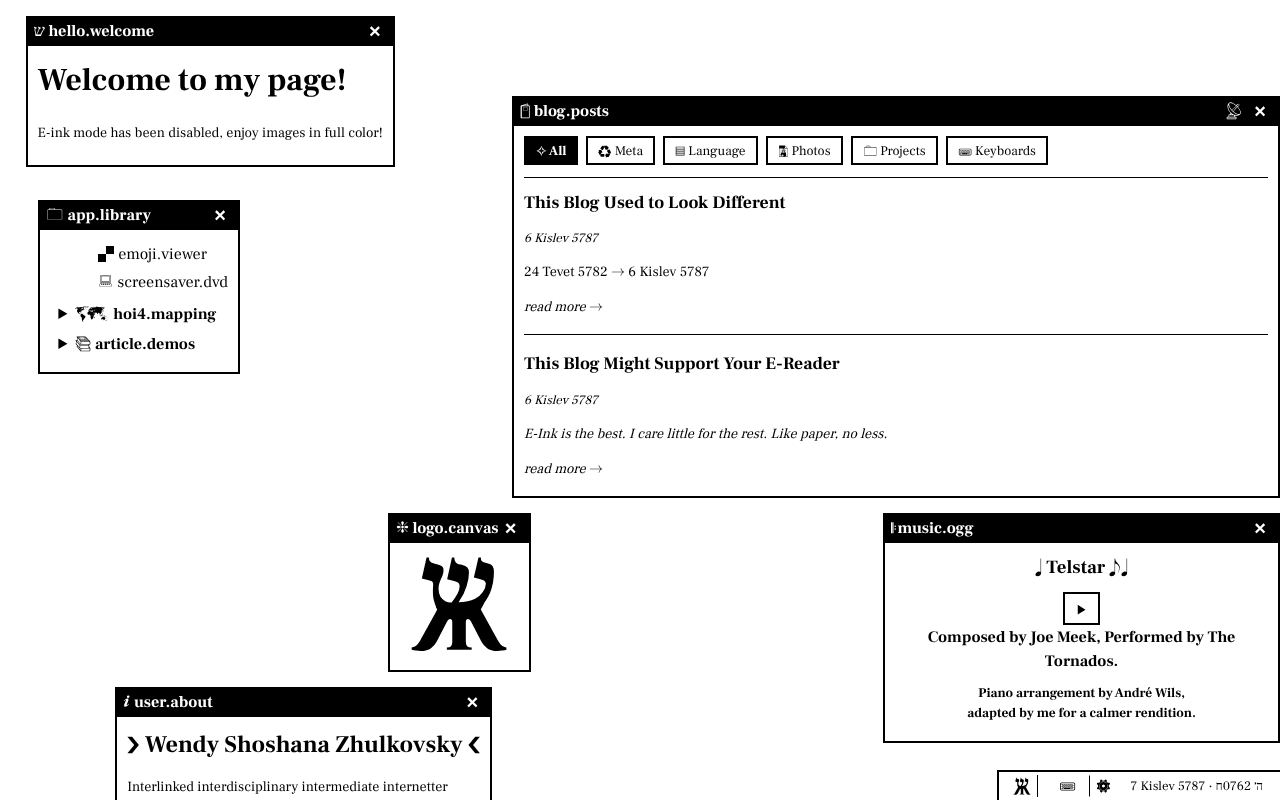 hello.welcome
Welcome to my page!
E-ink mode has been disabled, enjoy images in full color!
app.library
emoji.viewer
screensaver.dvd
hoi4.mapping
article.demos
blog.posts
All Meta Language Photos Projects Keyboards
This Blog Used to Look Different
6 Kislev 5787
24 Tevet 5782 → 6 Kislev 5787
read more →
This Blog Might Support Your E-Reader
6 Kislev 5787
E-Ink is the best. I care little for the rest. Like paper, no less.
read more →
logo.canvas
music.ogg
Telstar
Composed by Joe Meek, Performed by The
Tornados.
Piano arrangement by André Wils,
adapted by me for a calmer rendition.
user.about
Wendy Shoshana Zhulkovsky
Interlinked interdisciplinary intermediate internetter
7 Kislev 5787 · ה׳ 0762ח